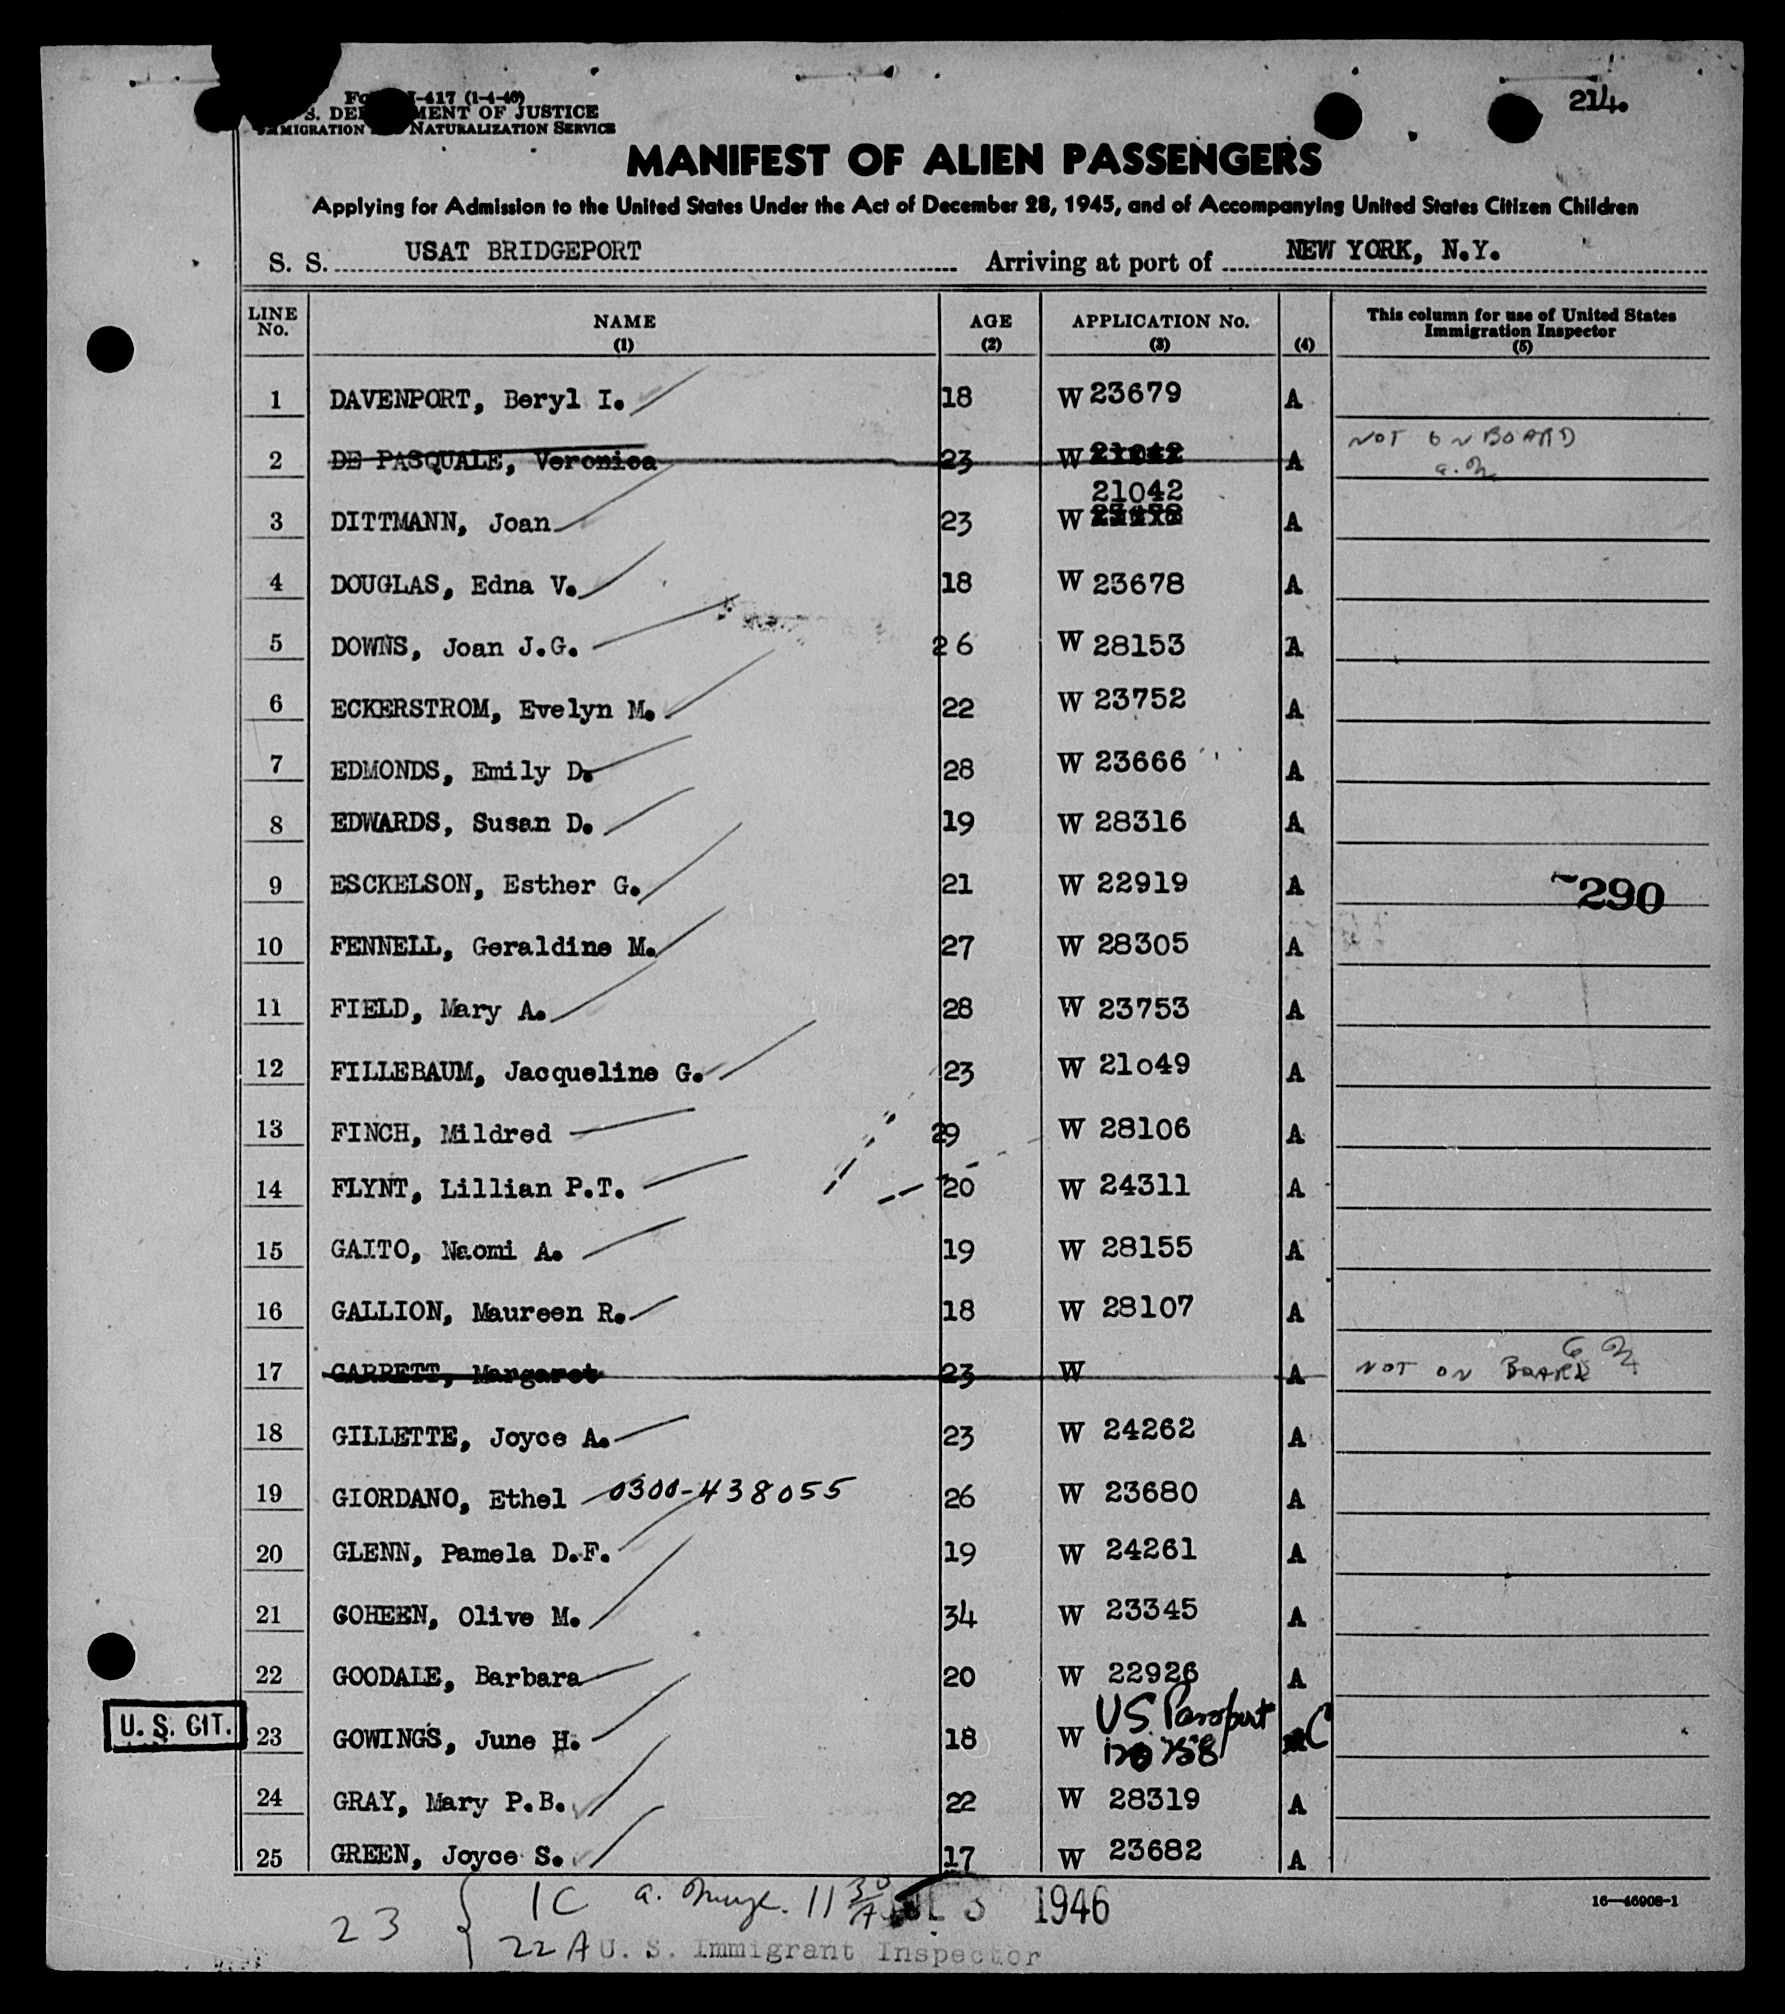 214.
I-417 (1-4-46)
MENT OF JUSTICE
IMMIGRATION NATURALIZATION SERVICE
MANIFEST OF ALIEN PASSENGERS
Applying for Admission to the United States Under the Act of December 28, 1945, and of Accompanying United States Citizen Children
S. S. USAT BRIDGEPORT Arriving at port of NEW YORK, N.Y.
LINE No. NAME (1) AGE (2) APPLICATION No. (3) (4) This column for use of United States Immigration Inspector (5)
1 DAVENPORT, Beryl I. 18 W 23679 A
2 DE PASQUALE, Veronica 23 W 21042 A NOT ON BOARD
3 DITTMANN, Joan 23 W 21042 A
4 DOUGLAS, Edna V. 18 W 23678 A
5 DOWNS, Joan J.G. 26 W 28153 A
6 ECKERSTROM, Evelyn M. 22 W 23752 A
7 EDMONDS, Emily D. 28 W 23666 A
8 EDWARDS, Susan D. 19 W 28316 A
9 ESCKELSON, Esther G. 21 W 22919 A 290
10 FENNELL, Geraldine M. 27 W 28305 A
11 FIELD, Mary A. 28 W 23753 A
12 FILLEBAUM, Jacqueline G. 23 W 21049 A
13 FINCH, Mildred 29 W 28106 A
14 FLYNT, Lillian P.T. 20 W 24311 A
15 GAITO, Naomi A. 19 W 28155 A
16 GALLION, Maureen R. 18 W 28107 A
17 GARRETT, Margaret 23 W A NOT ON BOARD
18 GILLETTE, Joyce A. 23 W 24262 A
19 GIORDANO, Ethel 0300-438055 26 W 23680 A
20 GLENN, Pamela D.F. 19 W 24261 A
21 GOHEEN, Olive M. 34 W 23345 A
22 GOODALE, Barbara 20 W 22926 A
U. S. CIT. 23 GOWINGS, June H. 18 W US Passport C
24 GRAY, Mary P.B. 22 W 28319 A
25 GREEN, Joyce S. 17 W 23682 A
16—46908-1
23 { 1C 11 30 A 3 1946
22 A U. S. Immigrant Inspector